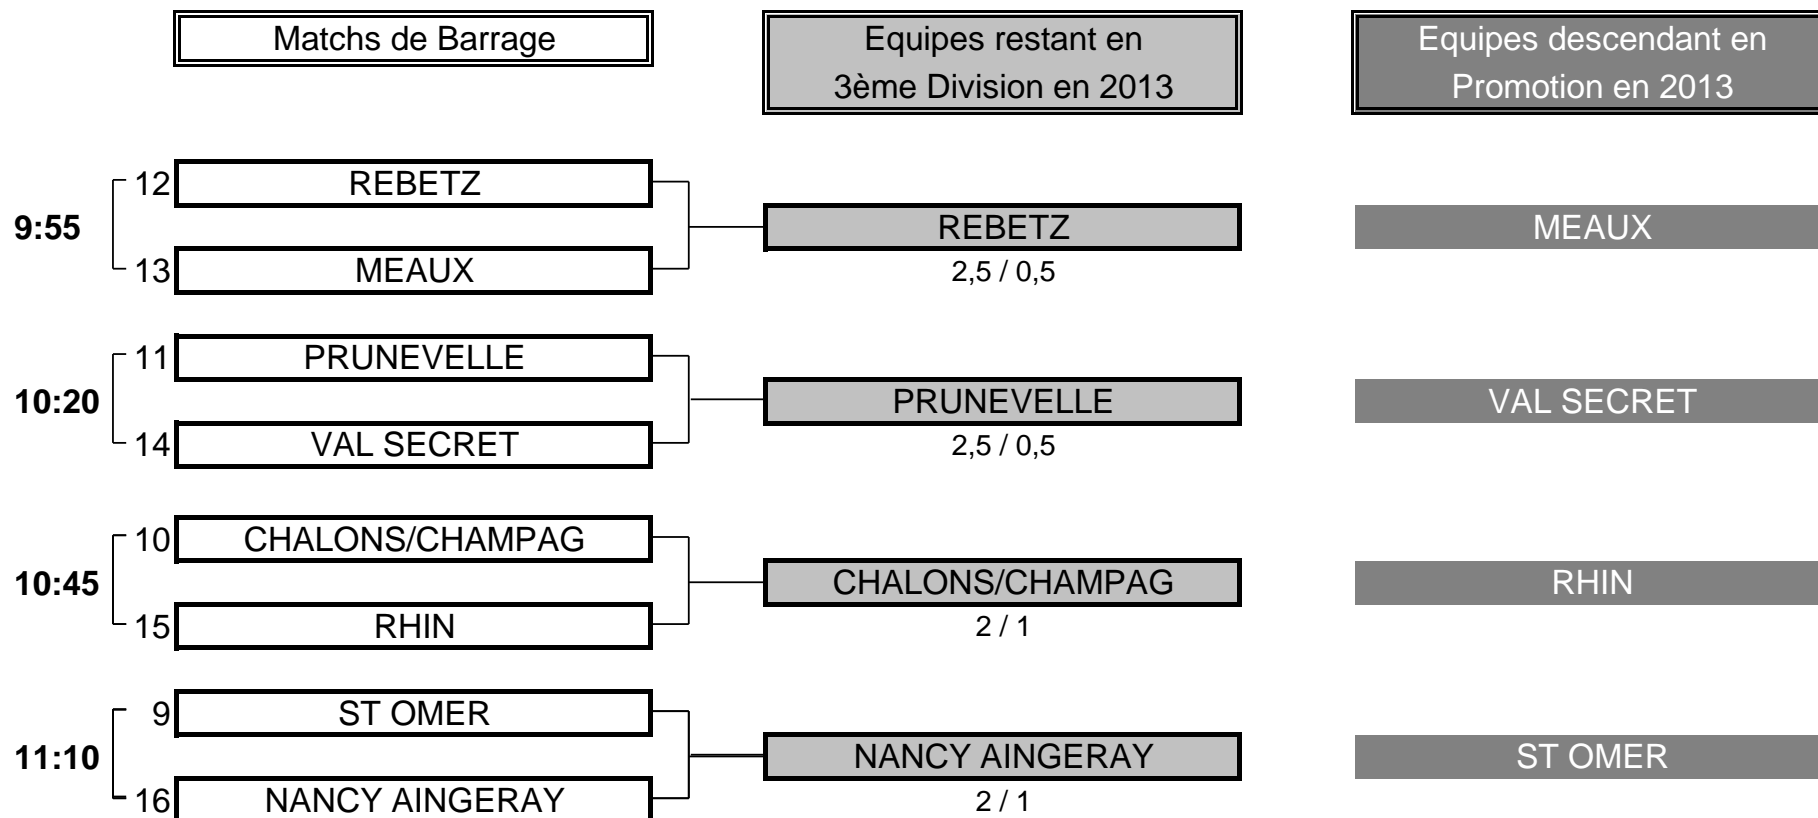 Matchs de Barrage
Equipes restant en
3ème Division en 2013
Equipes descendant en
Promotion en 2013
9:55
12 REBETZ
13 MEAUX
REBETZ
2,5 / 0,5
MEAUX
10:20
11 PRUNEVELLE
14 VAL SECRET
PRUNEVELLE
2,5 / 0,5
VAL SECRET
10:45
10 CHALONS/CHAMPAG
15 RHIN
CHALONS/CHAMPAG
2 / 1
RHIN
11:10
9 ST OMER
16 NANCY AINGERAY
NANCY AINGERAY
2 / 1
ST OMER